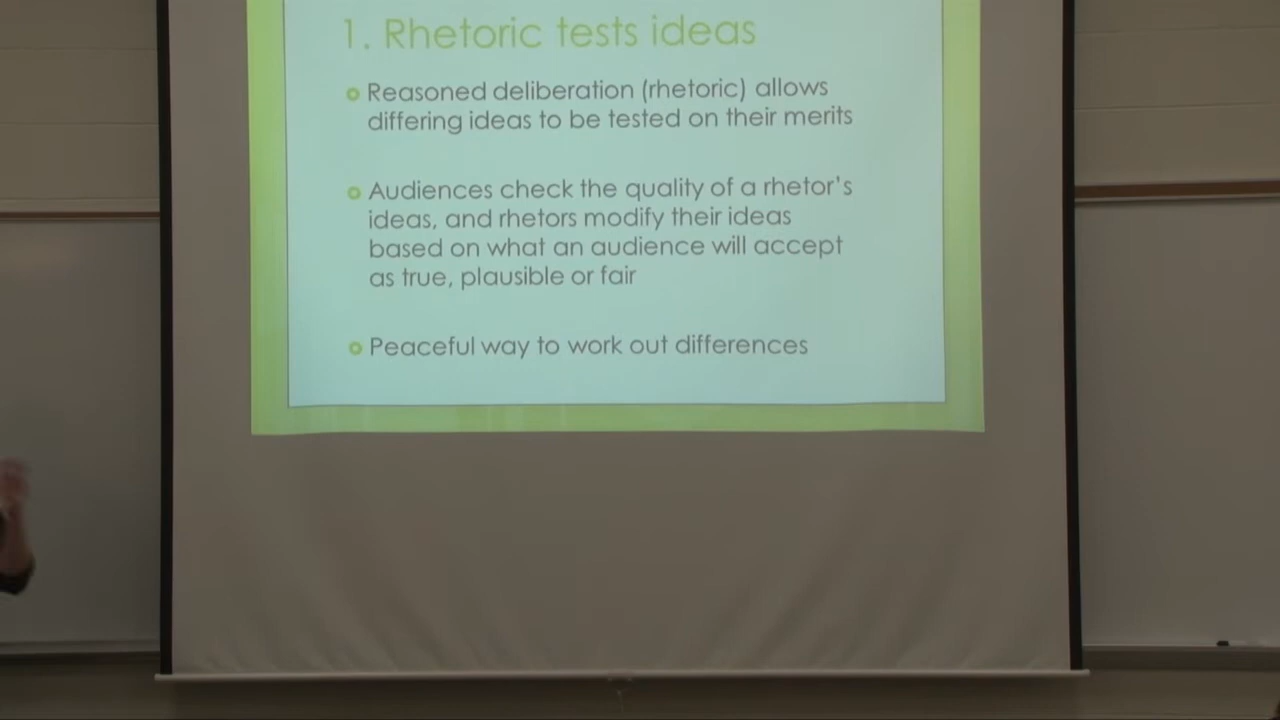 1. Rhetoric tests ideas
Reasoned deliberation (rhetoric) allows
differing ideas to be tested on their merits
Audiences check the quality of a rhetor's
ideas, and rhetors modify their ideas
based on what an audience will accept
as true, plausible or fair
Peaceful way to work out differences